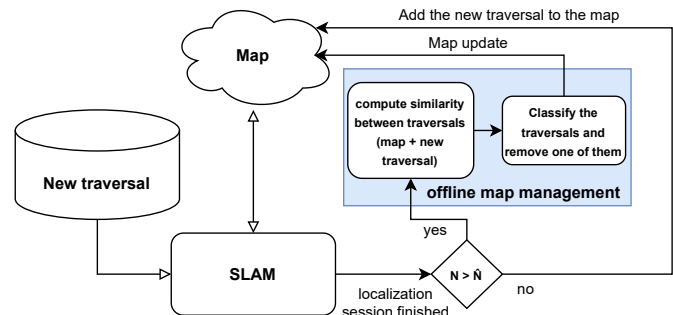 Add the new traversal to the map
Map
Map update
compute similarity
between traversals
(map + new
traversal)
Classify the
traversals and
remove one of them
New traversal
offline map management
yes
SLAM
N > N̂
no
localization
session finished